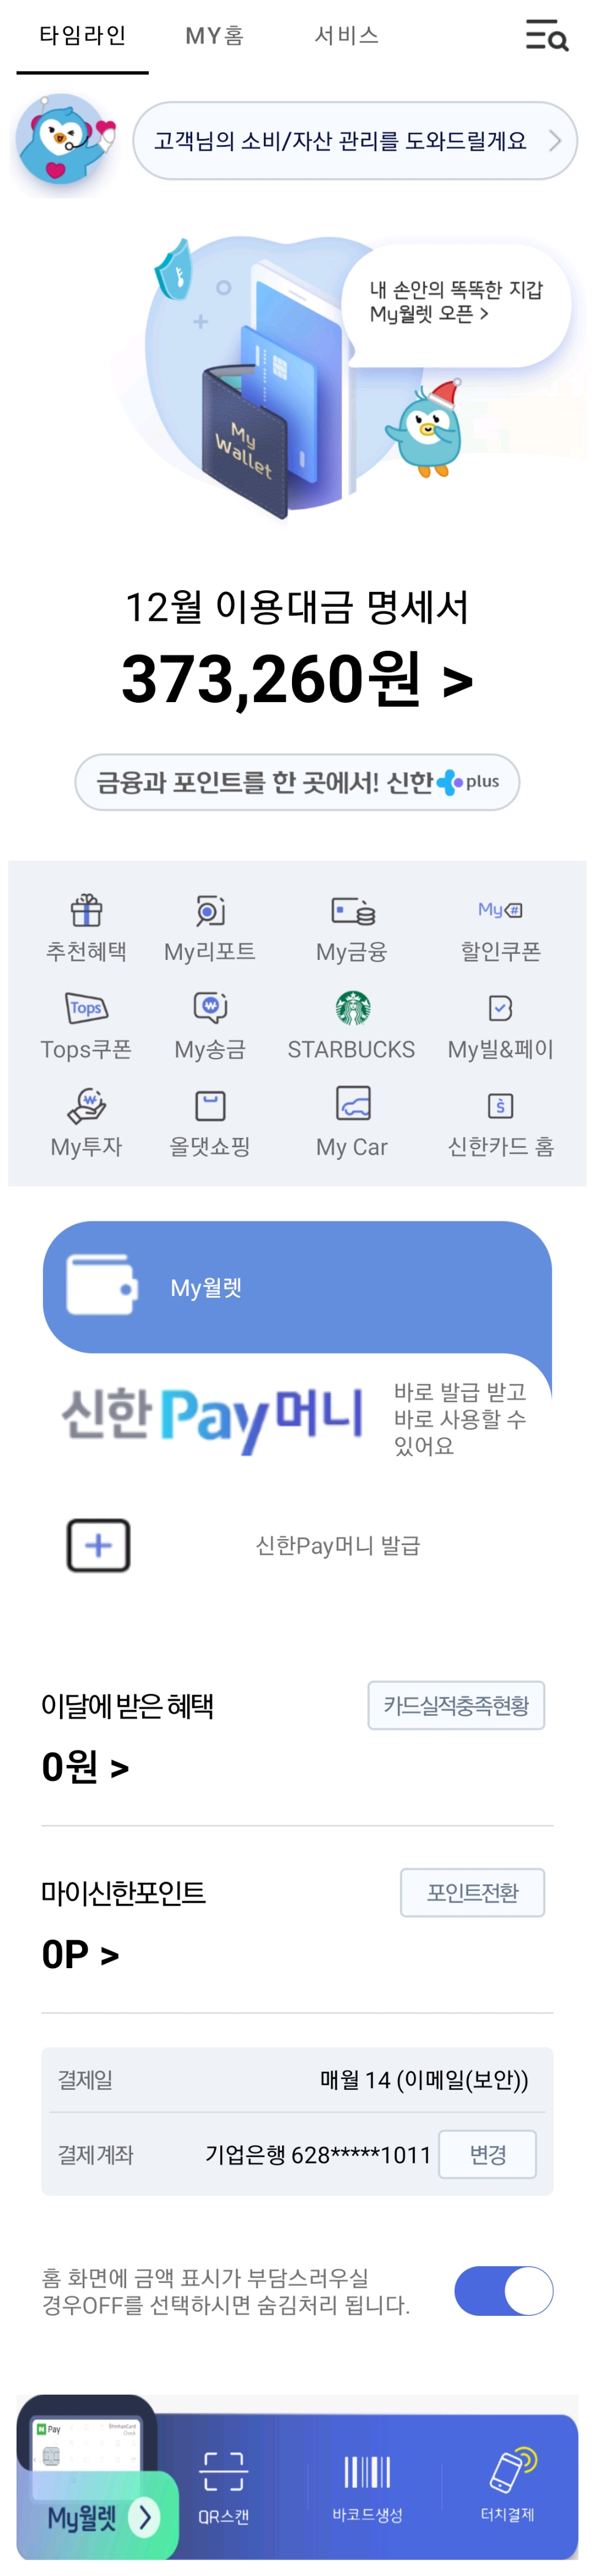 타임라인 MY홈 서비스
고객님의 소비/자산 관리를 도와드릴게요
내 손안의 똑똑한 지갑
My월렛 오픈 >
My
Wallet
12월 이용대금 명세서
373,260원 >
금융과 포인트를 한 곳에서! 신한 plus
My#
추천혜택 My리포트 My금융 할인쿠폰
Tops
Tops쿠폰 My송금 STARBUCKS My빌&페이
My투자 올댓쇼핑 My Car 신한카드 홈
My월렛
신한Pay머니
바로 발급 받고
바로 사용할 수
있어요
신한Pay머니 발급
이달에 받은 혜택 카드실적충족현황
0원 >
마이신한포인트 포인트전환
0P >
결제일 매월 14 (이메일(보안))
결제계좌 기업은행 628*****1011 변경
홈 화면에 금액 표시가 부담스러우실
경우OFF를 선택하시면 숨김처리 됩니다.
N Pay
My월렛 QR스캔 바코드생성 터치결제